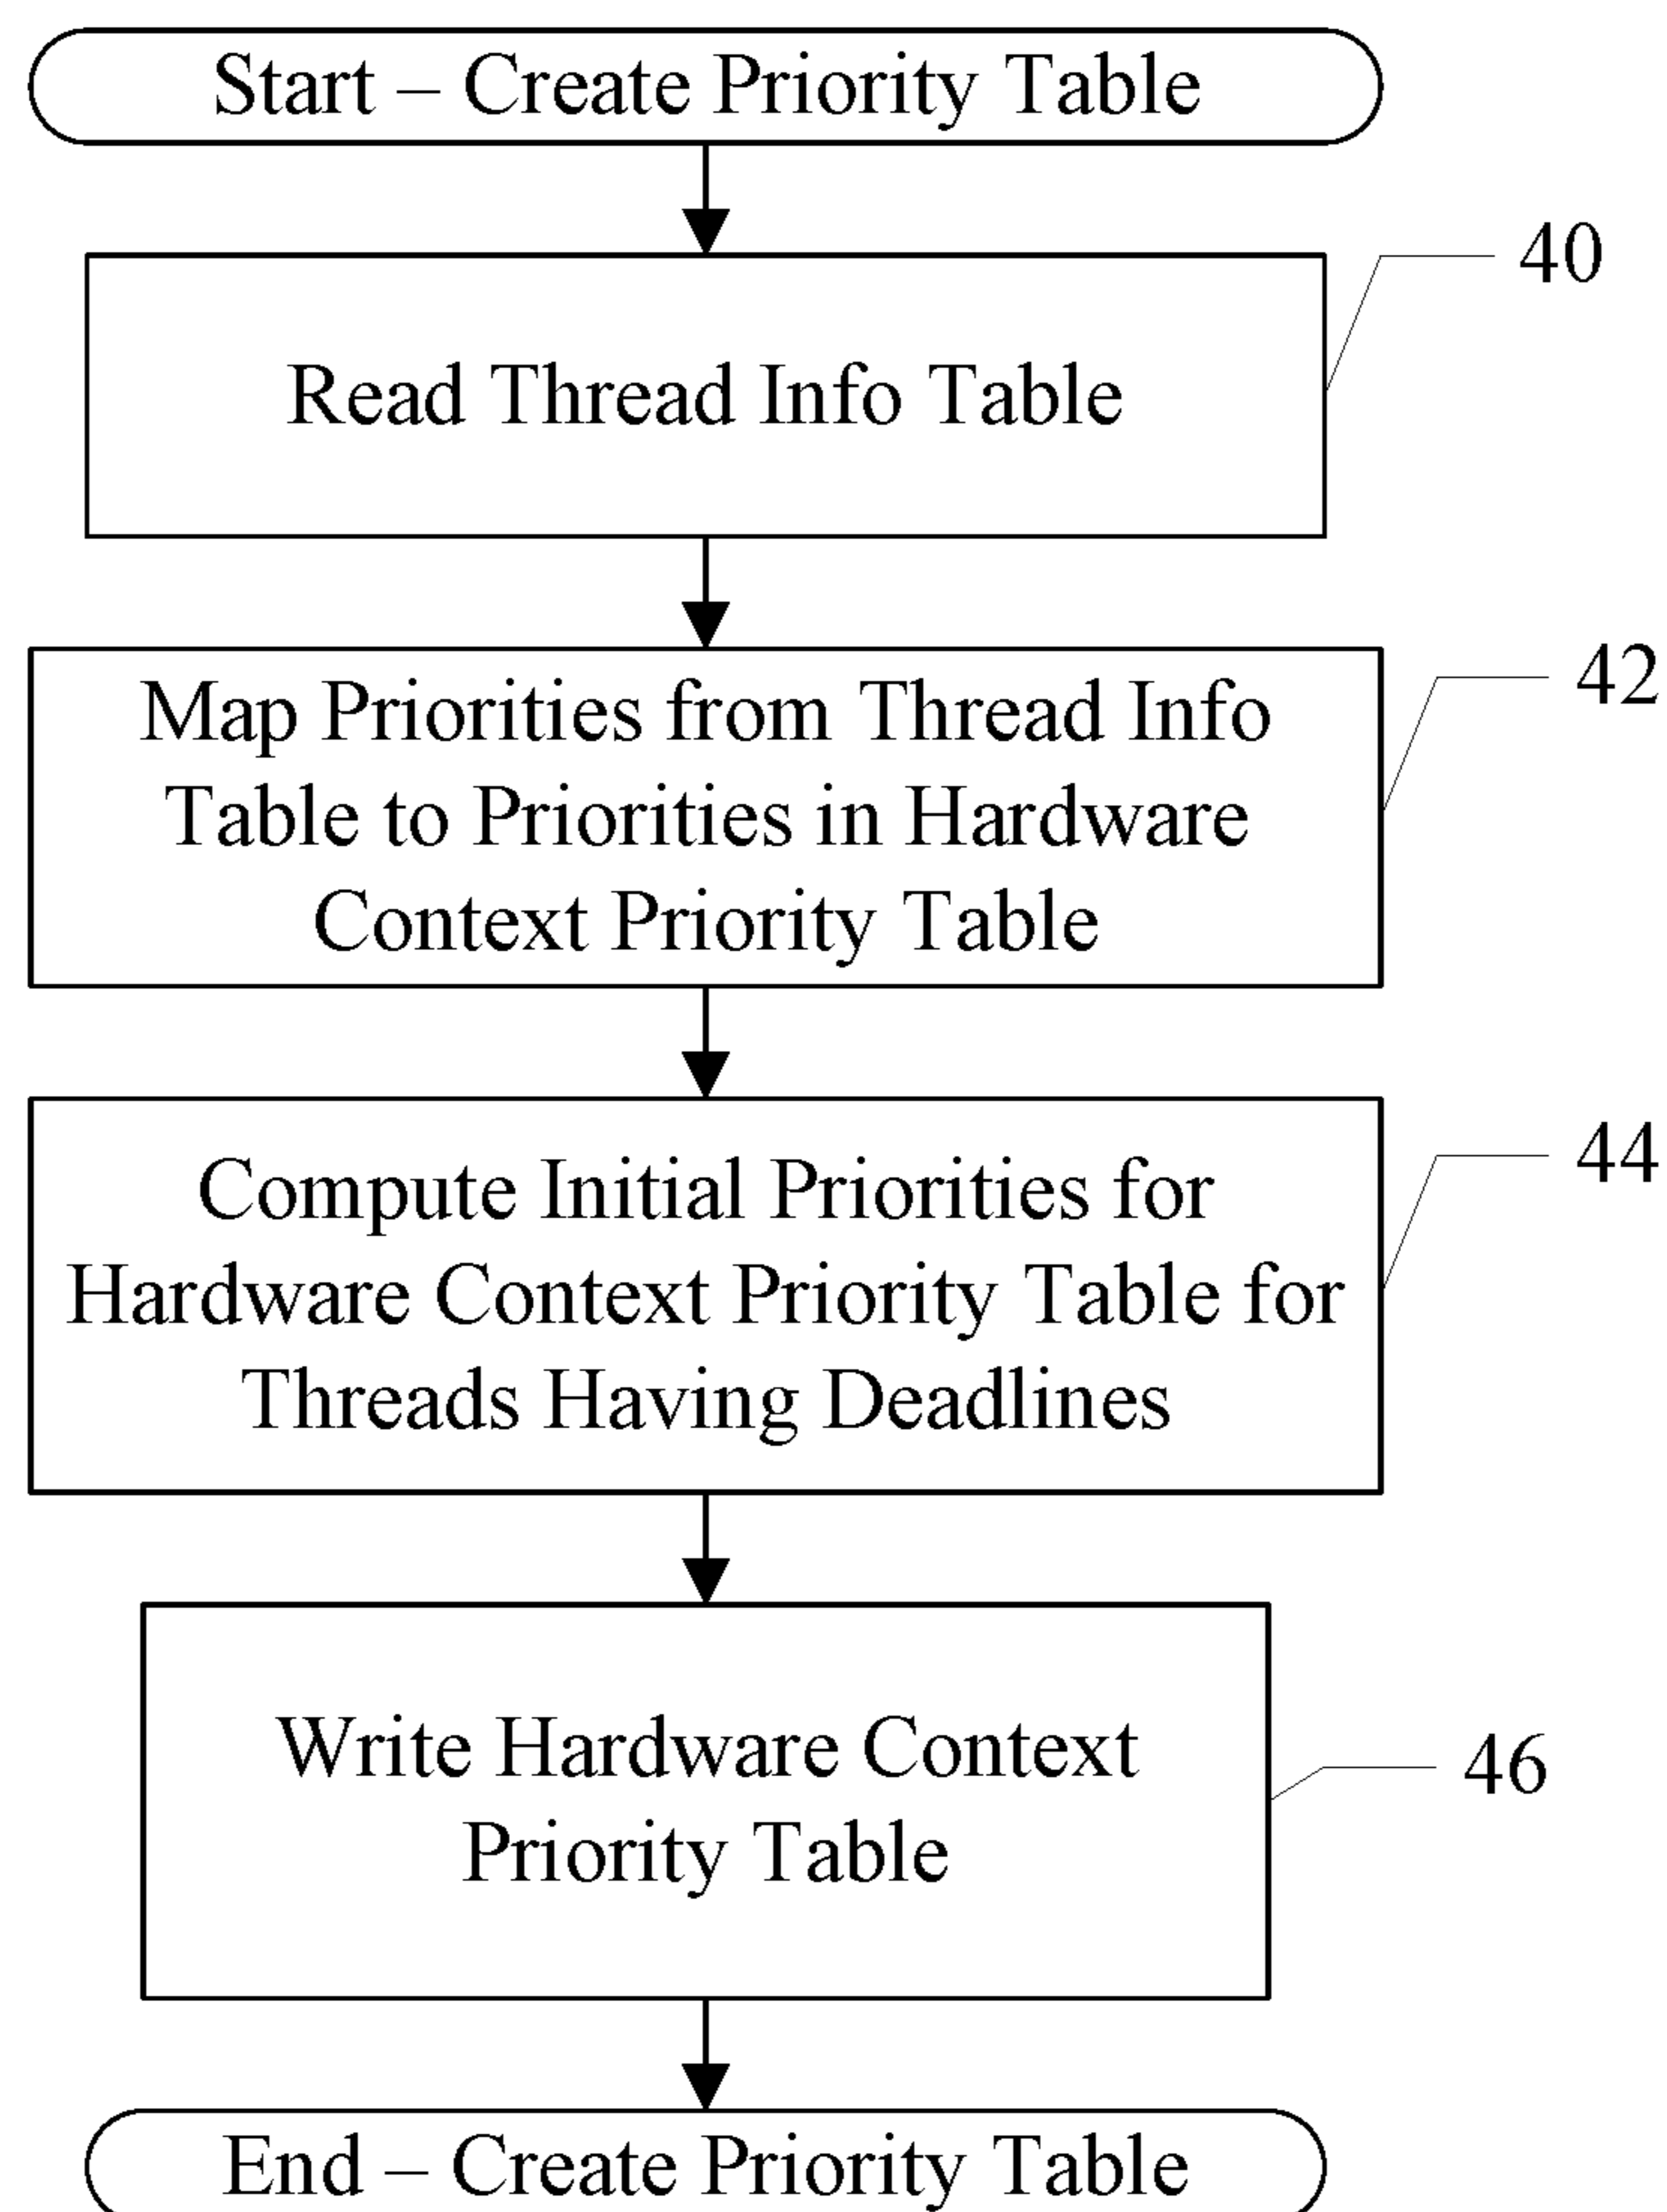 Start – Create Priority Table
40
Read Thread Info Table
42
Map Priorities from Thread Info
Table to Priorities in Hardware
Context Priority Table
44
Compute Initial Priorities for
Hardware Context Priority Table for
Threads Having Deadlines
46
Write Hardware Context
Priority Table
End – Create Priority Table